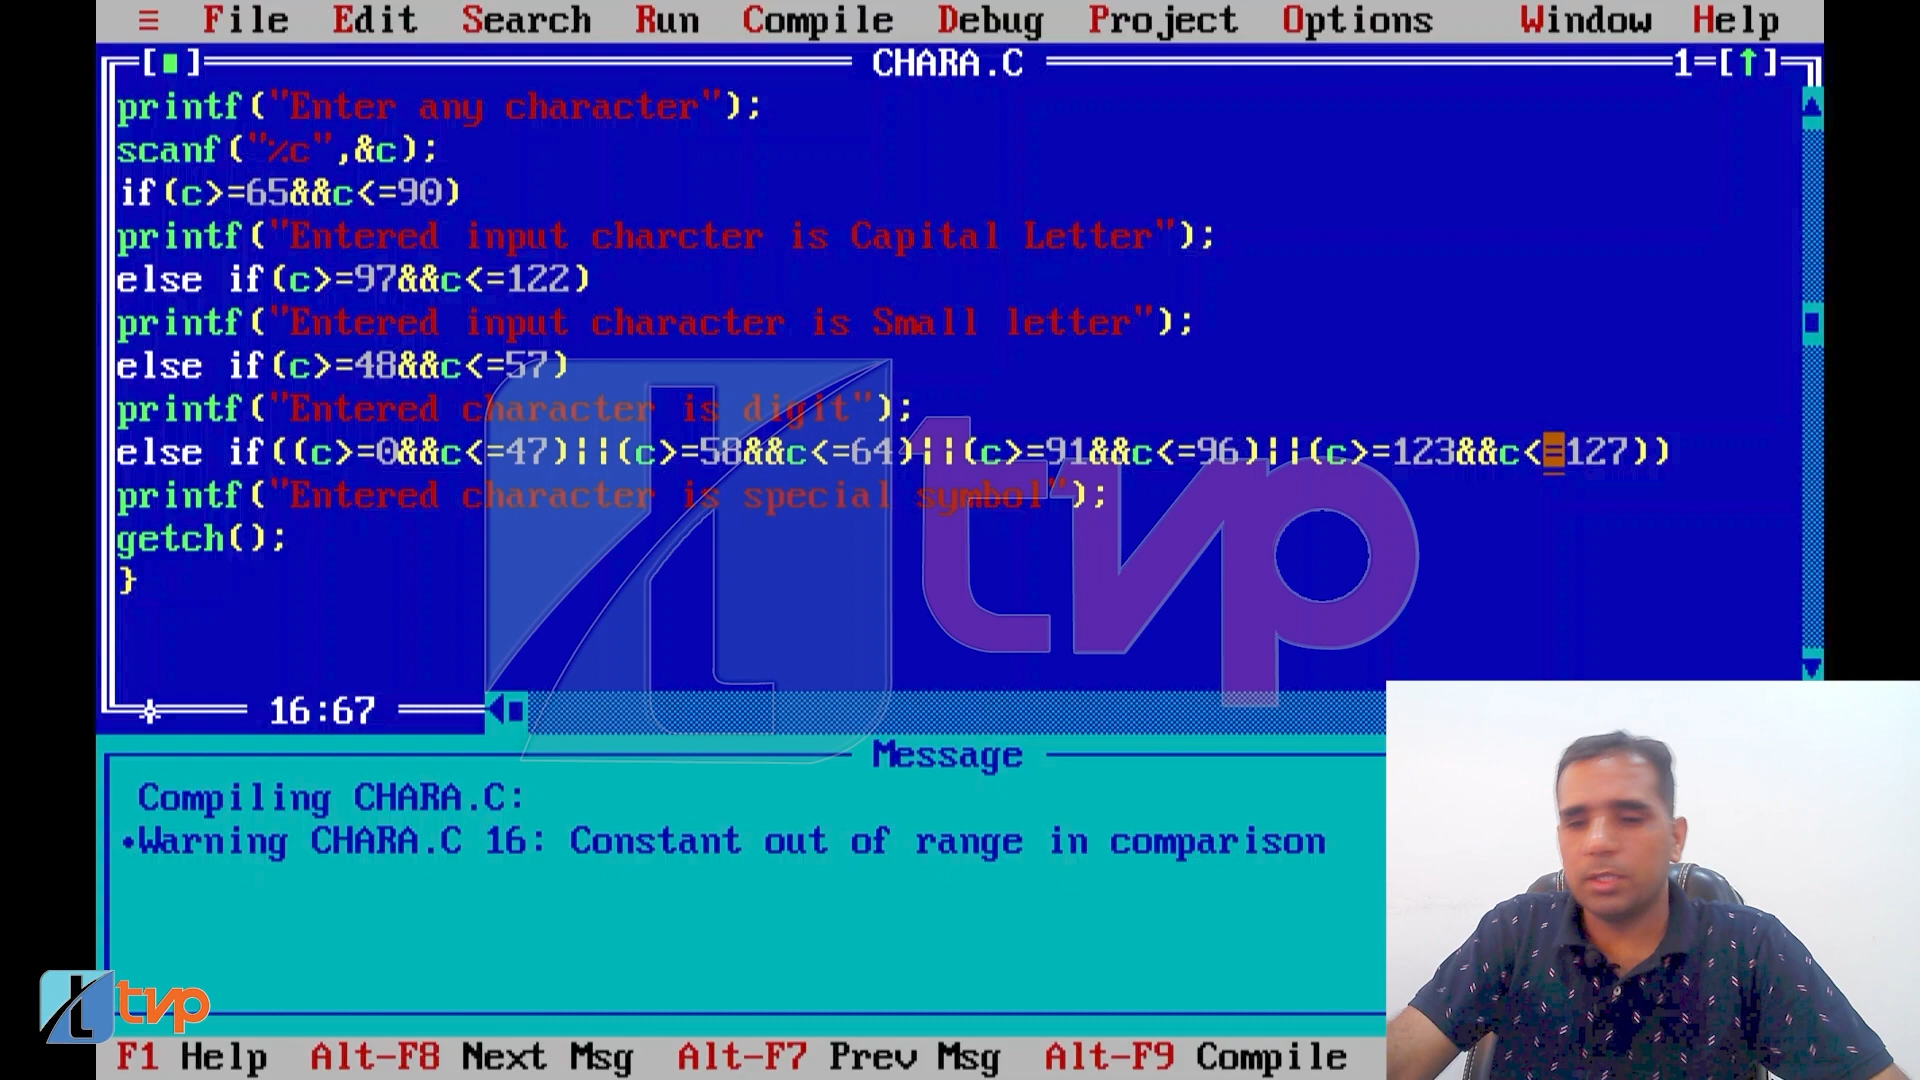 ≡ File Edit Search Run Compile Debug Project Options Window Help
[■] CHARA.C 1=[↑]
printf("Enter any character");
scanf("%c",&c);
if(c>=65&&c<=90)
printf("Entered input charcter is Capital Letter");
else if(c>=97&&c<=122)
printf("Entered input character is Small letter");
else if(c>=48&&c<=57)
printf("Entered character is digit");
else if((c>=0&&c<=47)||(c>=58&&c<=64)||(c>=91&&c<=96)||(c>=123&&c<=127))
printf("Entered character is special symbol");
getch();
}
tvp
16:67
Message
Compiling CHARA.C:
•Warning CHARA.C 16: Constant out of range in comparison
tvp
F1 Help Alt-F8 Next Msg Alt-F7 Prev Msg Alt-F9 Compile